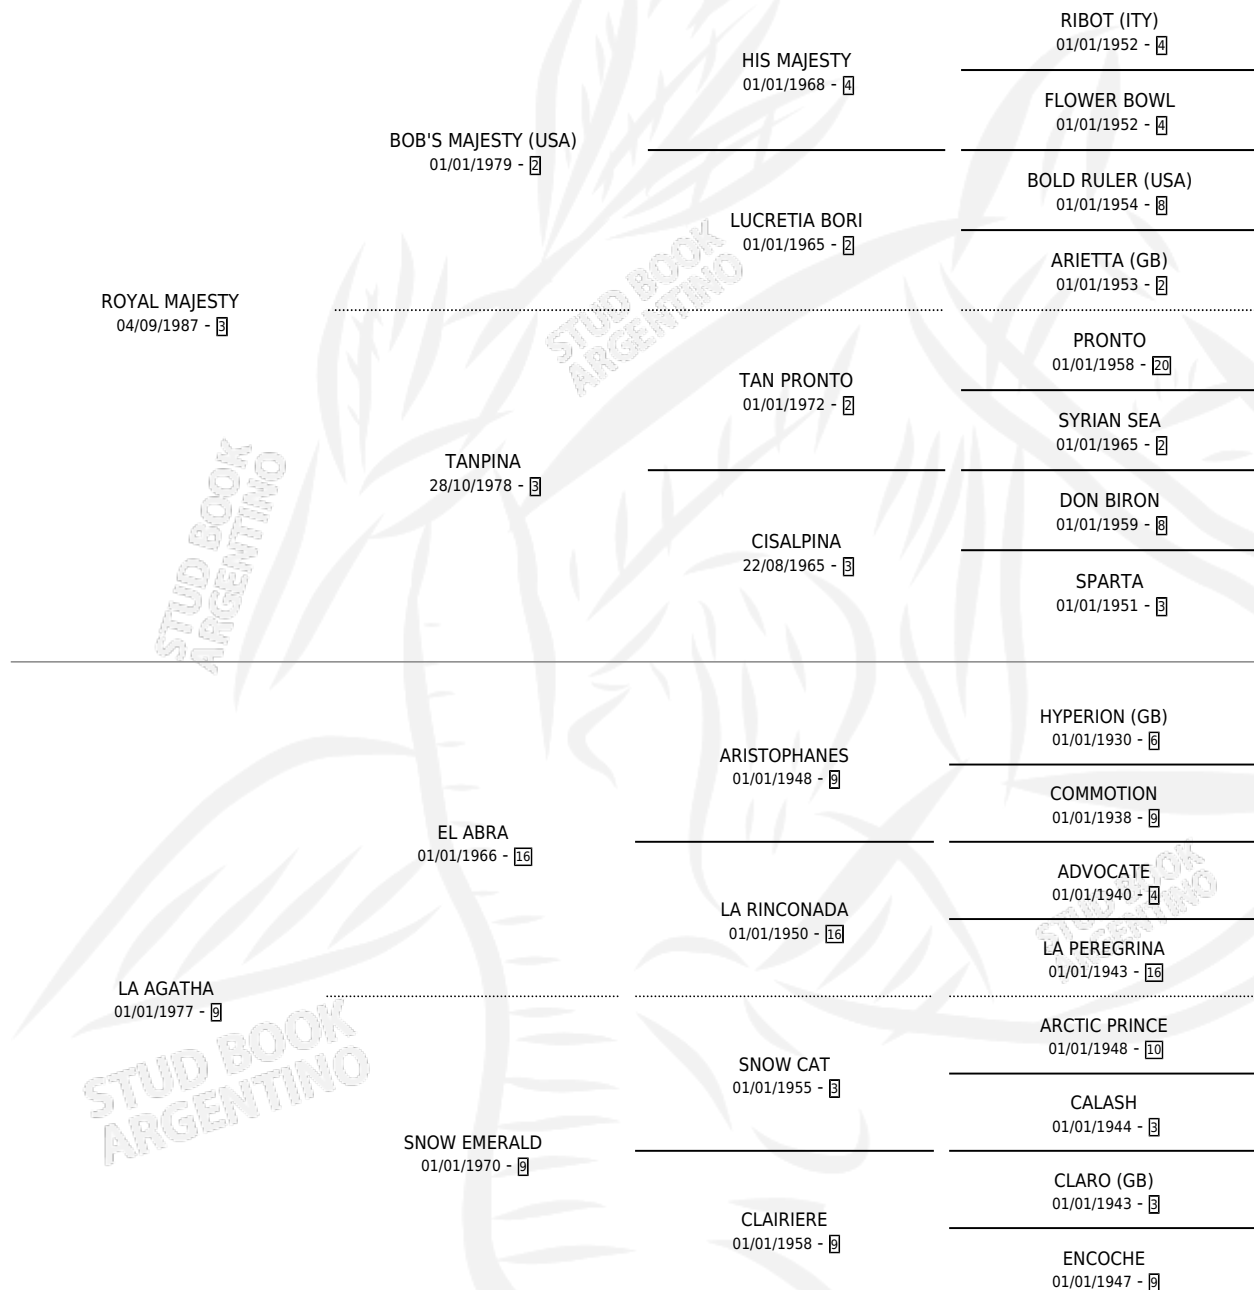 RIBOT (ITY)
01/01/1952 - 4
HIS MAJESTY
01/01/1968 - 4
FLOWER BOWL
01/01/1952 - 4
BOB'S MAJESTY (USA)
01/01/1979 - 2
BOLD RULER (USA)
01/01/1954 - 8
LUCRETIA BORI
01/01/1965 - 2
ARIETTA (GB)
01/01/1953 - 2
ROYAL MAJESTY
04/09/1987 - 3
PRONTO
01/01/1958 - 20
TAN PRONTO
01/01/1972 - 2
SYRIAN SEA
01/01/1965 - 2
TANPINA
28/10/1978 - 3
DON BIRON
01/01/1959 - 8
CISALPINA
22/08/1965 - 3
SPARTA
01/01/1951 - 3
HYPERION (GB)
01/01/1930 - 6
ARISTOPHANES
01/01/1948 - 9
COMMOTION
01/01/1938 - 9
EL ABRA
01/01/1966 - 16
ADVOCATE
01/01/1940 - 4
LA RINCONADA
01/01/1950 - 16
LA PEREGRINA
01/01/1943 - 16
LA AGATHA
01/01/1977 - 9
ARCTIC PRINCE
01/01/1948 - 10
SNOW CAT
01/01/1955 - 3
CALASH
01/01/1944 - 3
SNOW EMERALD
01/01/1970 - 9
CLARO (GB)
01/01/1943 - 3
CLAIRIERE
01/01/1958 - 9
ENCOCHE
01/01/1947 - 9
STUD BOOK
ARGENTINO
STUD BOOK
ARGENTINO
STUD BOOK
ARGENTINO
STUD BOOK
ARGENTINO